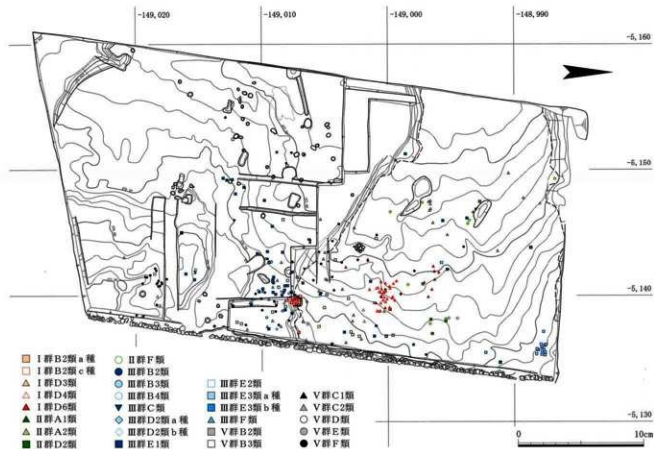 -149,020
-149,010
-149,000
-148,990
-5,160
-5,150
-5,140
-5,130
Ⅰ群B2類a種
Ⅰ群B2類c種
Ⅰ群D3類
Ⅰ群D4類
Ⅰ群D6類
Ⅱ群A1類
Ⅱ群A2類
Ⅱ群D2類
Ⅱ群F類
Ⅲ群B2類
Ⅲ群B3類
Ⅲ群B4類
Ⅲ群C類
Ⅲ群D2類a種
Ⅲ群D2類b種
Ⅲ群E1類
Ⅲ群E2類
Ⅲ群E3類a種
Ⅲ群E3類b種
Ⅲ群F類
Ⅴ群B2類
Ⅴ群B3類
Ⅴ群C1類
Ⅴ群C2類
Ⅴ群D類
Ⅴ群E類
Ⅴ群F類
0 10cm